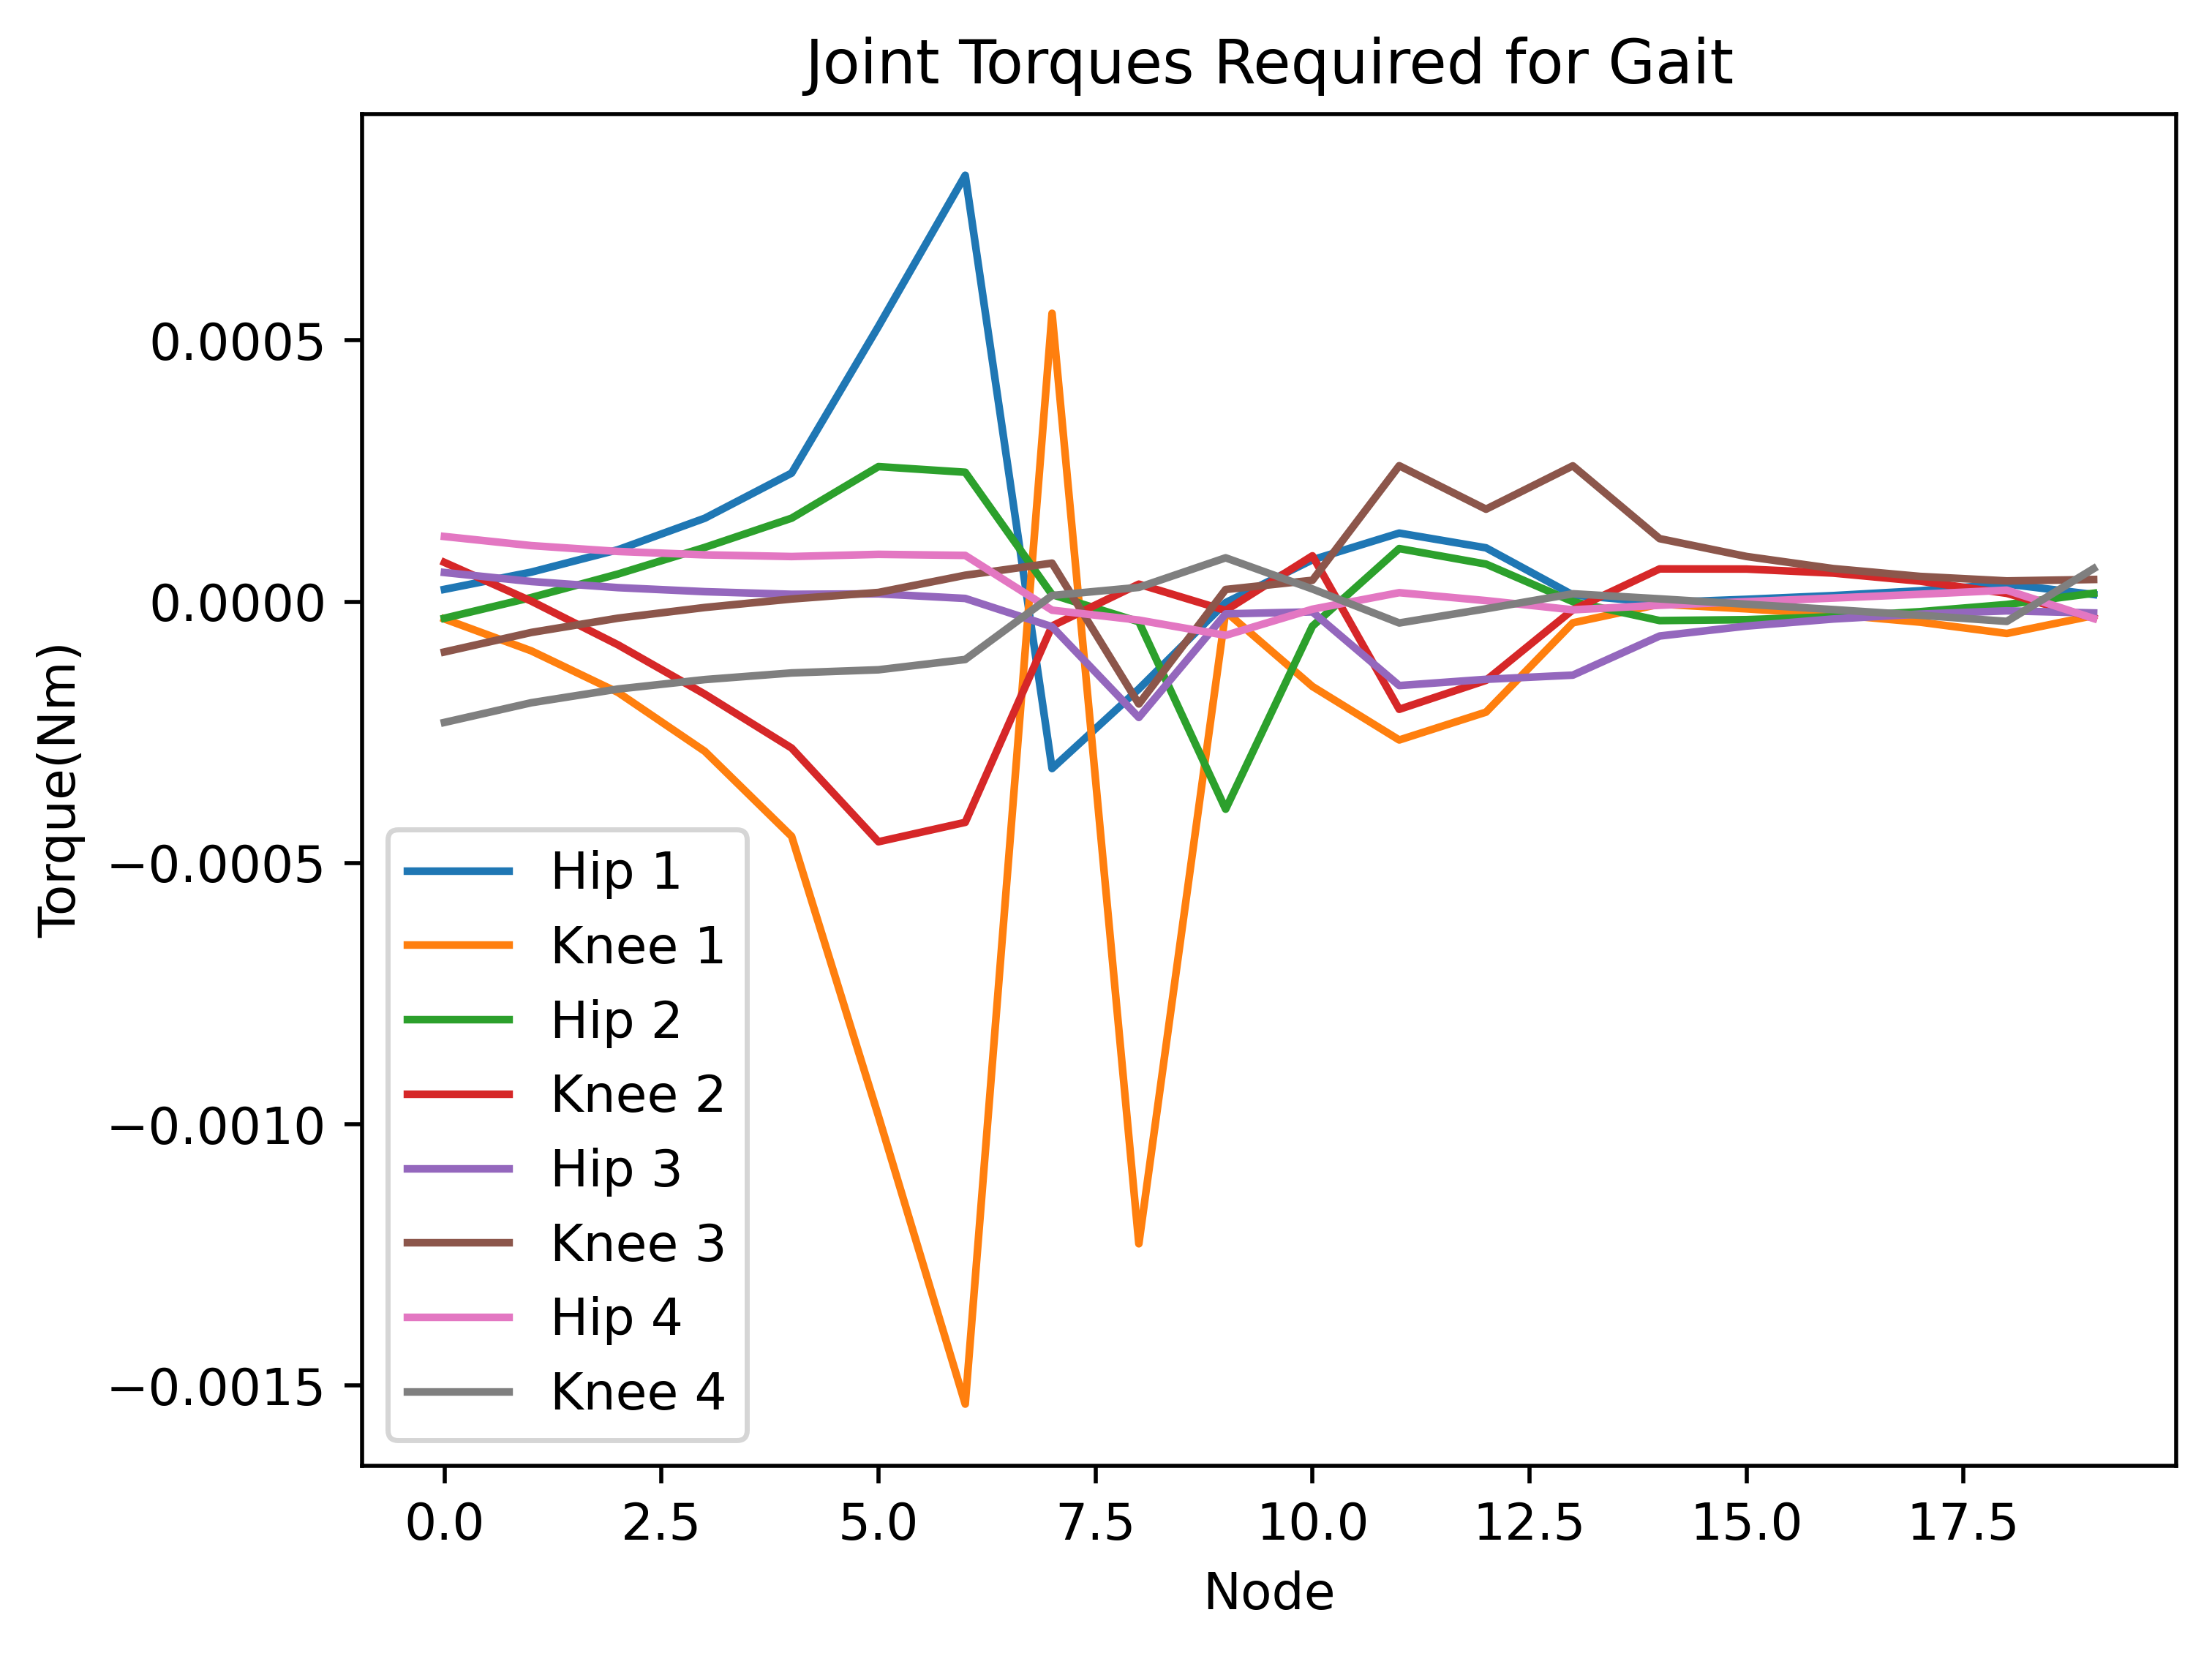 Joint Torques Required for Gait
Torque(Nm)
0.0005
0.0000
−0.0005
−0.0010
−0.0015
Hip 1
Knee 1
Hip 2
Knee 2
Hip 3
Knee 3
Hip 4
Knee 4
0.0 2.5 5.0 7.5 10.0 12.5 15.0 17.5
Node